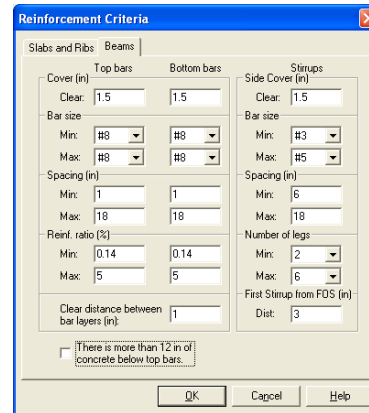 Reinforcement Criteria
Slabs and Ribs Beams
Top bars Bottom bars Stirrups
Cover (in) Side Cover (in)
Clear: 1.5 1.5 Clear: 1.5
Bar size Bar size
Min: #8 #8 Min: #3
Max: #8 #8 Max: #5
Spacing (in) Spacing (in)
Min: 1 1 Min: 6
Max: 18 18 Max: 18
Reinf. ratio (%) Number of legs
Min: 0.14 0.14 Min: 2
Max: 5 5 Max: 6
First Stirrup from FOS (in)
Clear distance between
bar layers (in): 1 Dist: 3
There is more than 12 in of
concrete below top bars.
OK Cancel Help